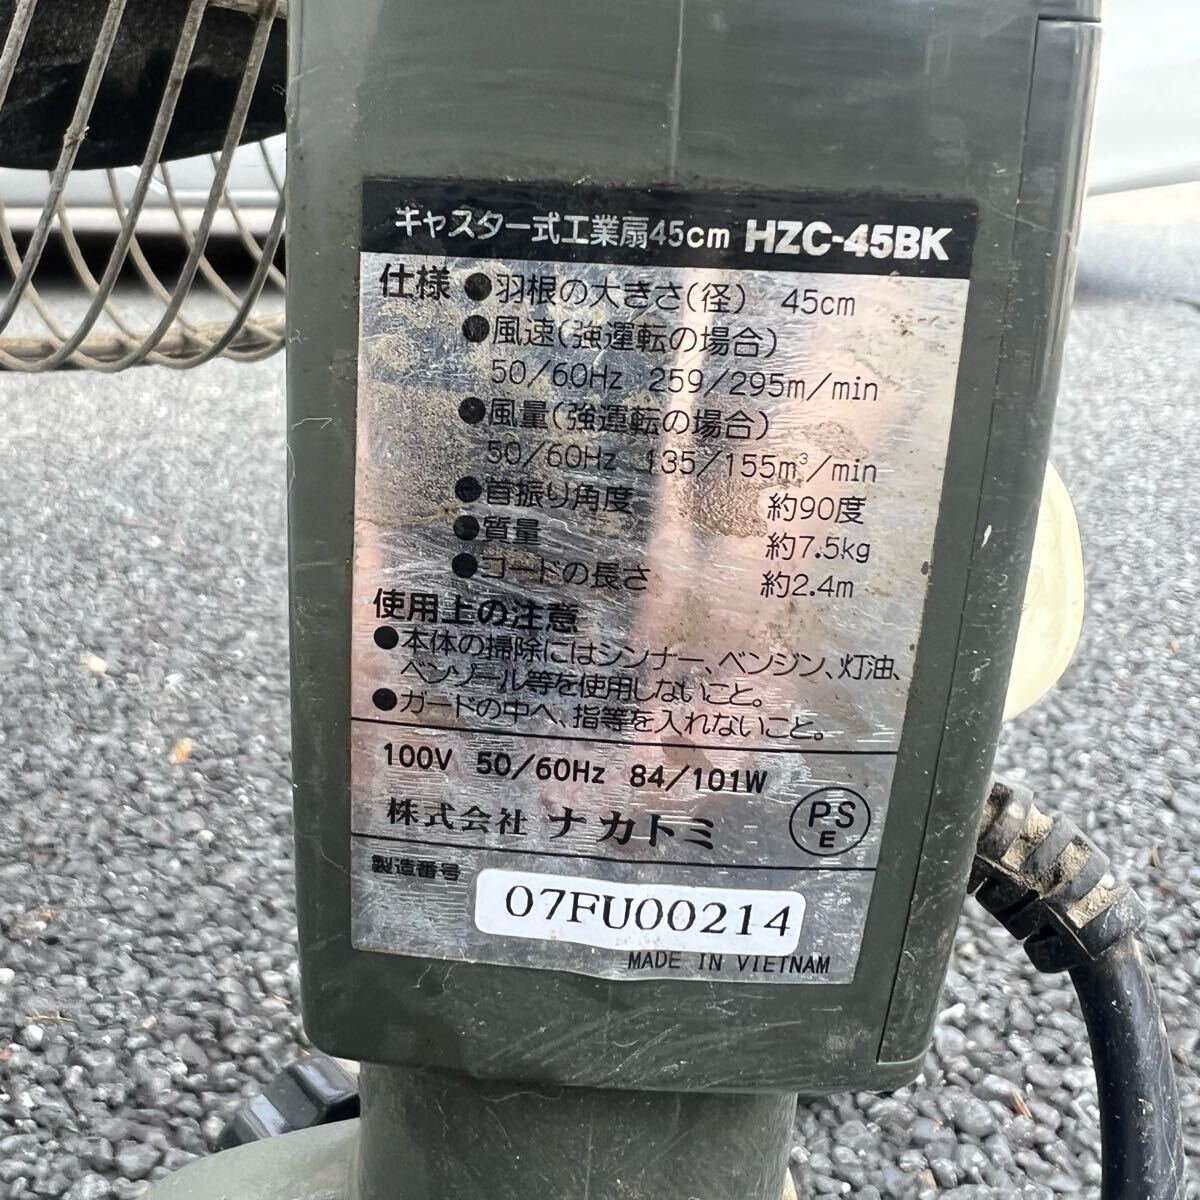 キャスター式工業扇45cm HZC-45BK
仕様 ●羽根の大きさ(径) 45cm
●風速(強運転の場合)
50/60Hz 259/295m/min
●風量(強運転の場合)
50/60Hz 135/155m³/min
●首振り角度 約90度
●質量 約7.5kg
●コードの長さ 約2.4m
使用上の注意
●本体の掃除にはシンナー、ベンジン、灯油、
ベンゾール等を使用しないこと。
●ガードの中へ、指等を入れないこと。
100V 50/60Hz 84/101W
株式会社 ナカトミ
PS
E
製造番号 07FU00214
MADE IN VIETNAM